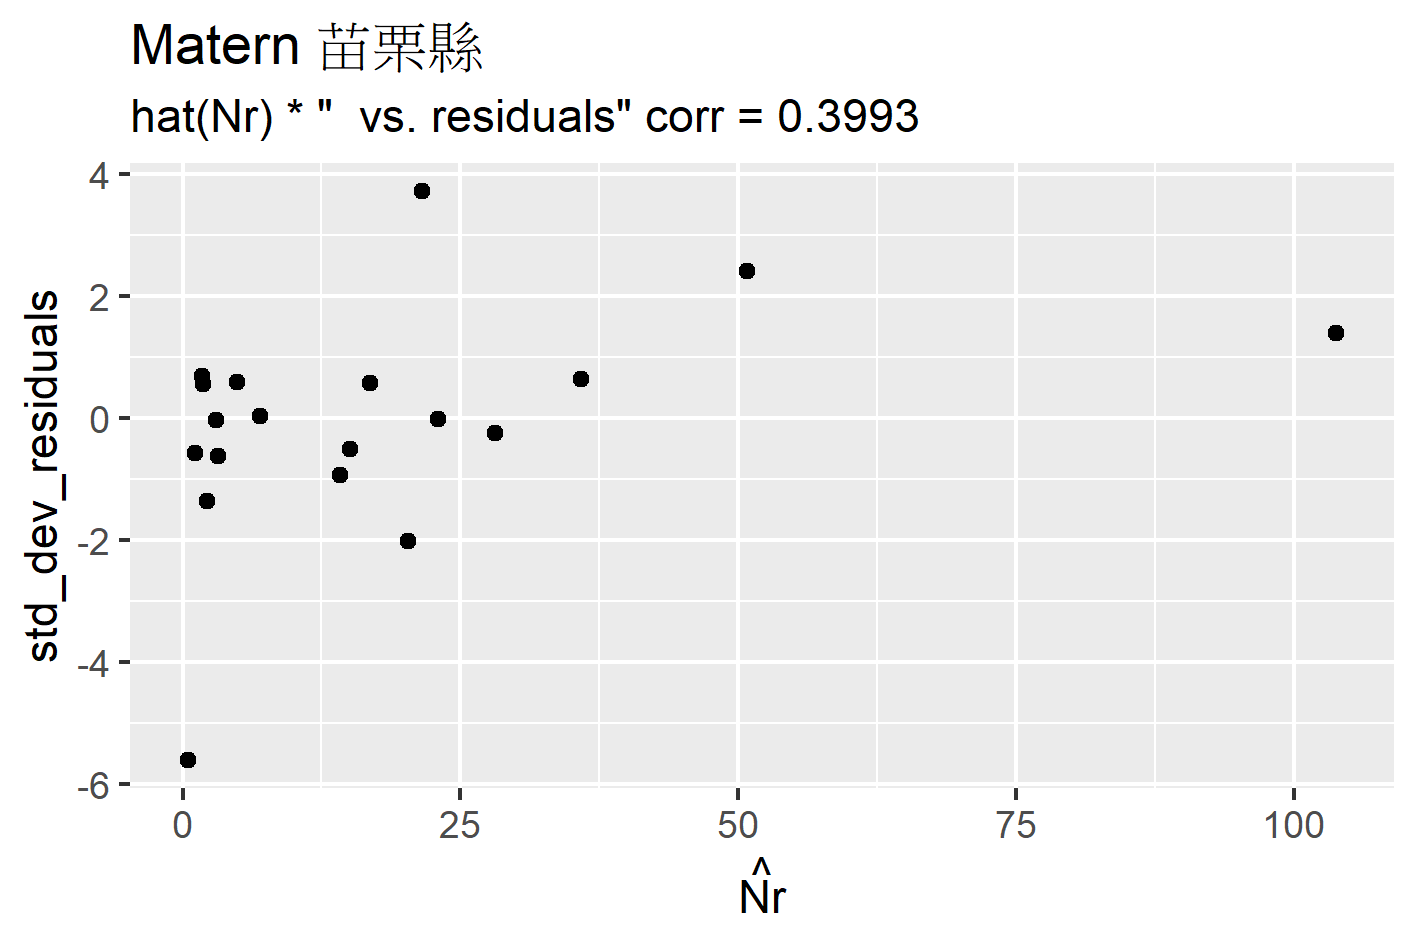 Matern 苗栗縣
hat(Nr) * "  vs. residuals" corr = 0.3993
std_dev_residuals
4
2
0
-2
-4
-6
0
25
50
75
100
N̂r